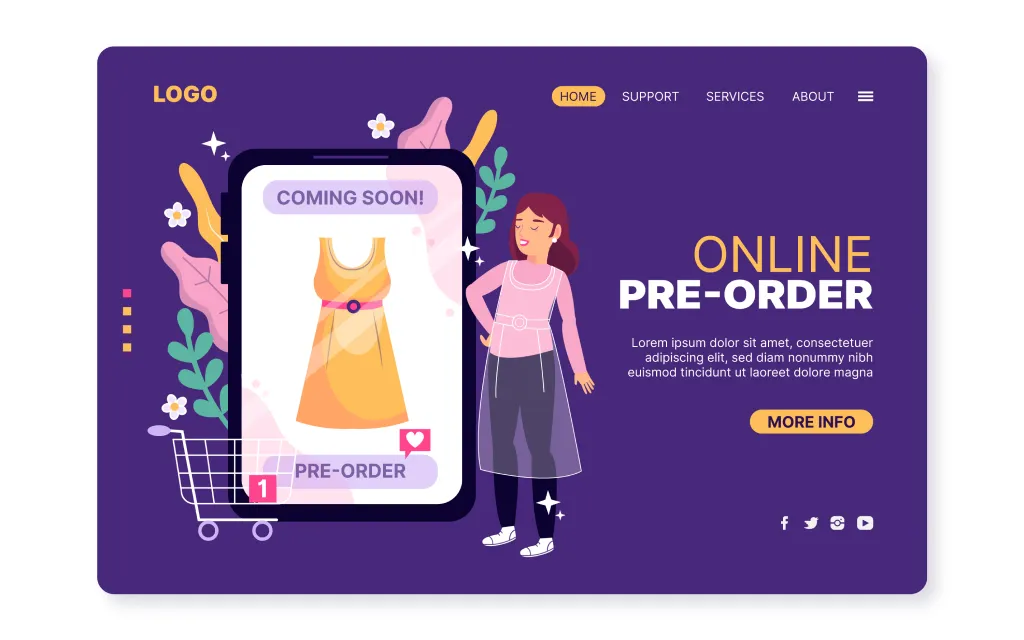 LOGO
HOME SUPPORT SERVICES ABOUT
COMING SOON!
PRE-ORDER
1
ONLINE
PRE-ORDER
Lorem ipsum dolor sit amet, consectetuer
adipiscing elit, sed diam nonummy nibh
euismod tincidunt ut laoreet dolore magna
MORE INFO